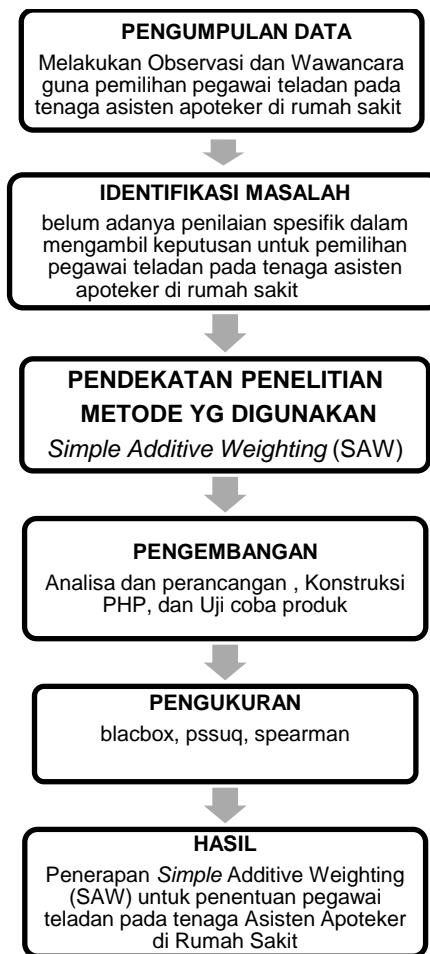 PENGUMPULAN DATA
Melakukan Observasi dan Wawancara
guna pemilihan pegawai teladan pada
tenaga asisten apoteker di rumah sakit
IDENTIFIKASI MASALAH
belum adanya penilaian spesifik dalam
mengambil keputusan untuk pemilihan
pegawai teladan pada tenaga asisten
apoteker di rumah sakit
PENDEKATAN PENELITIAN
METODE YG DIGUNAKAN
Simple Additive Weighting (SAW)
PENGEMBANGAN
Analisa dan perancangan , Konstruksi
PHP, dan Uji coba produk
PENGUKURAN
blacbox, pssuq, spearman
HASIL
Penerapan Simple Additive Weighting
(SAW) untuk penentuan pegawai
teladan pada tenaga Asisten Apoteker
di Rumah Sakit